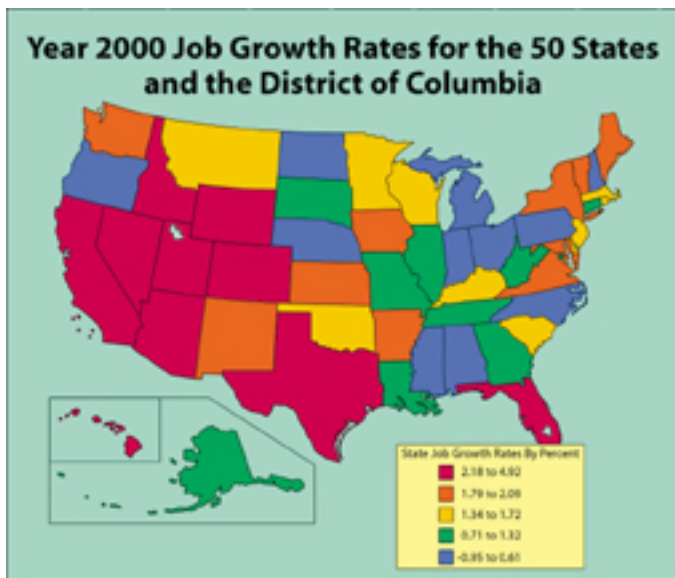 Year 2000 Job Growth Rates for the 50 States
and the District of Columbia
State Job Growth Rates By Percent
2.18 to 4.92
1.79 to 2.09
1.34 to 1.72
0.71 to 1.32
-0.95 to 0.61